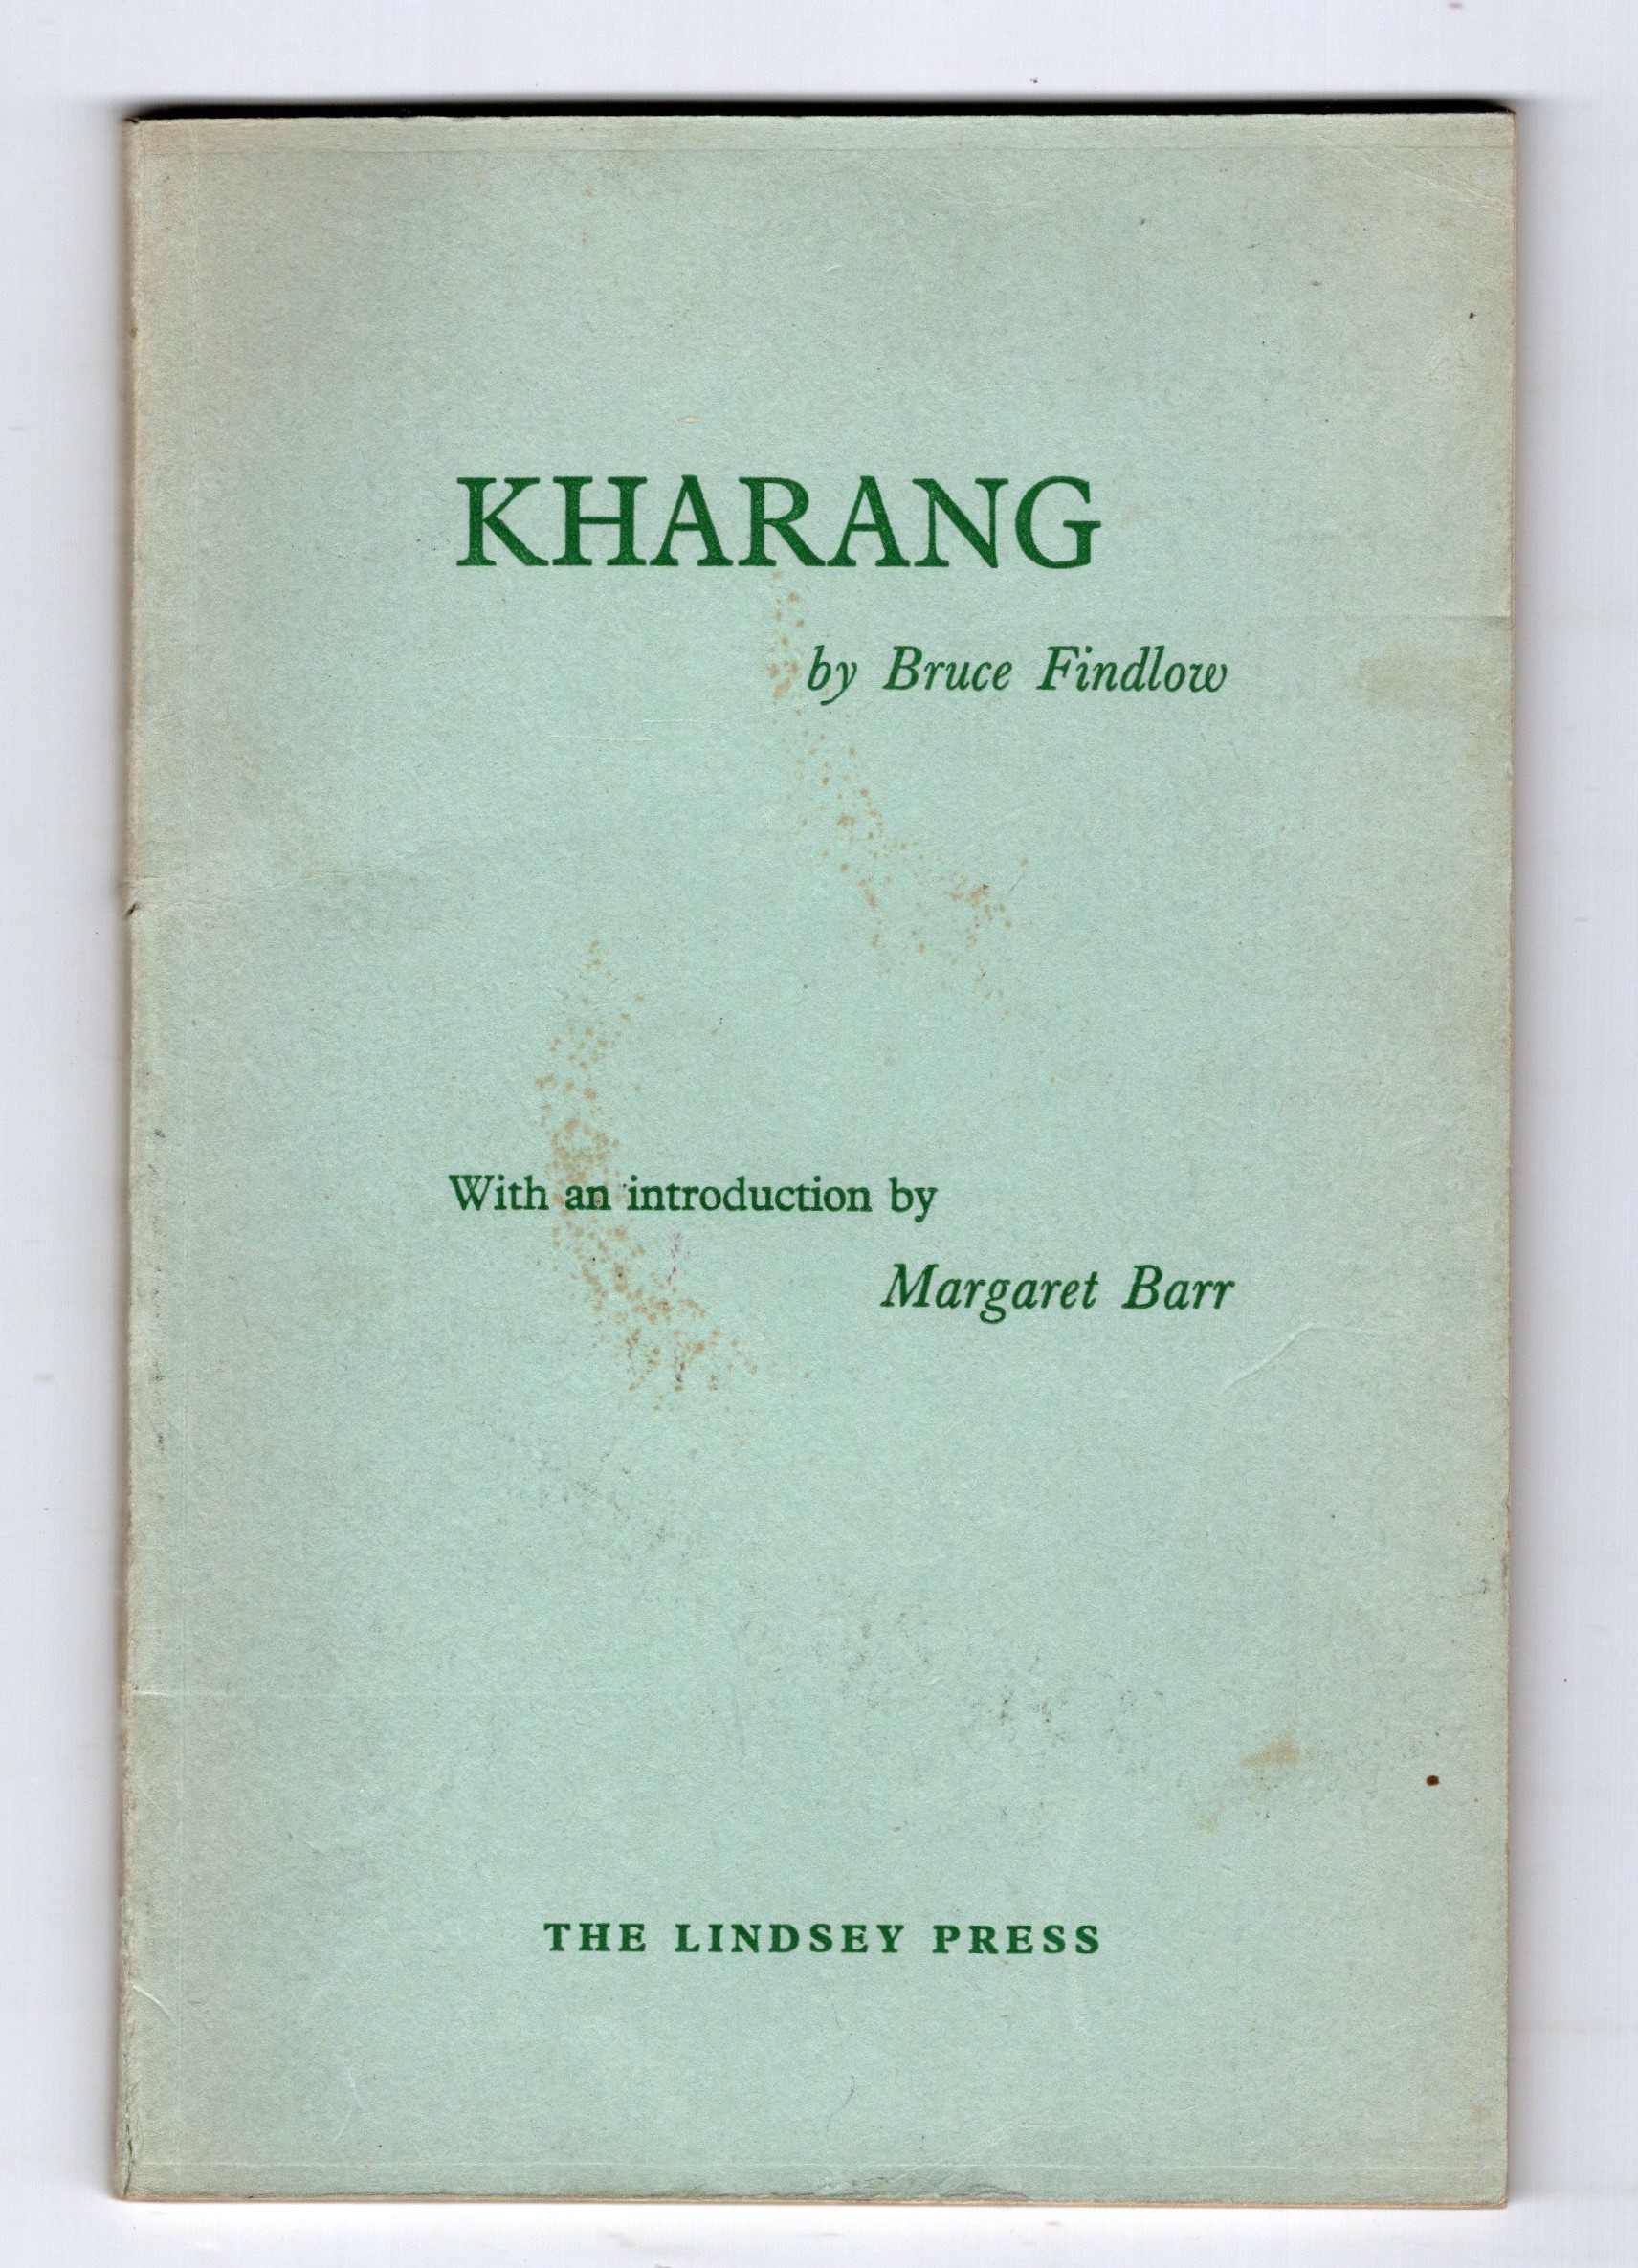 KHARANG
by Bruce Findlow
With an introduction by
Margaret Barr
THE LINDSEY PRESS